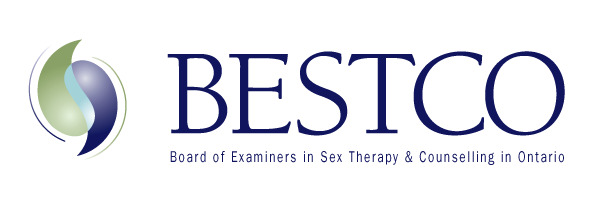 BESTCO
Board of Examiners in Sex Therapy & Counselling in Ontario